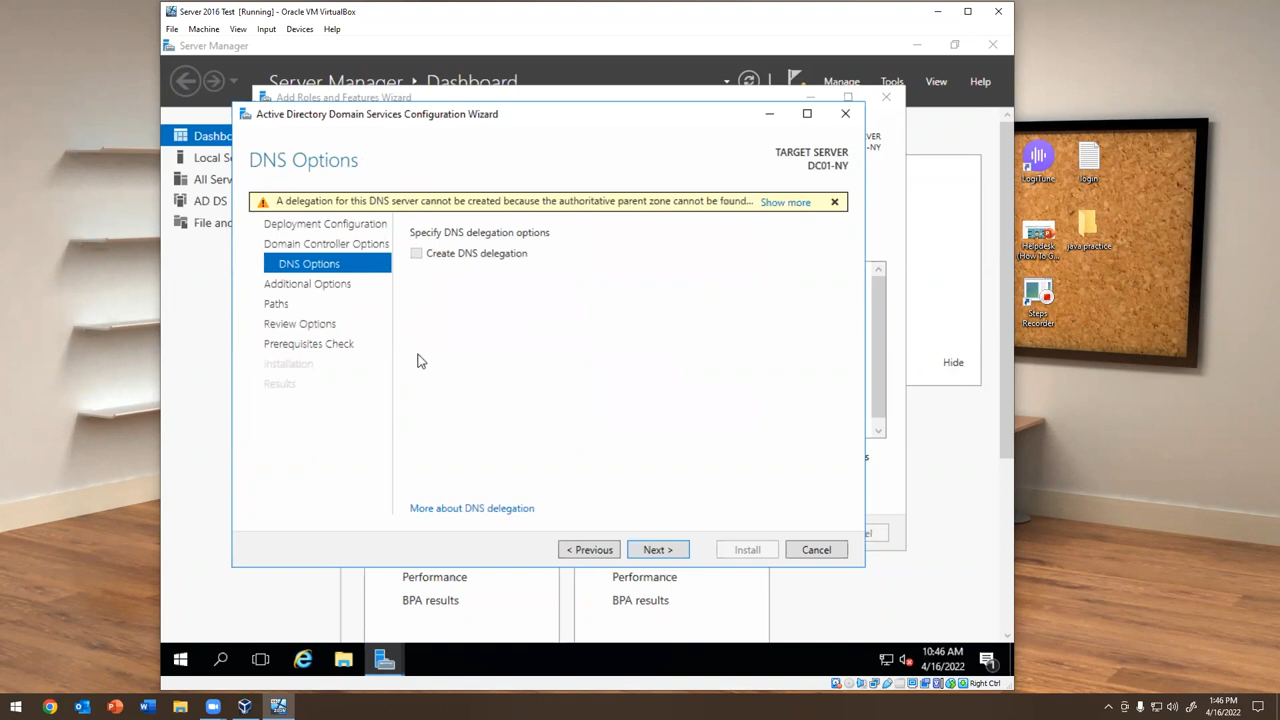 Server 2016 Test [Running] - Oracle VM VirtualBox
File Machine View Input Devices Help
Server Manager
Server Manager Dashboard
Manage Tools View Help
Add Roles and Features Wizard
Active Directory Domain Services Configuration Wizard
DNS Options
TARGET SERVER
DC01-NY
VER
-NY
A delegation for this DNS server cannot be created because the authoritative parent zone cannot be found... Show more
Dashbo
Local S
All Serv
AD DS
File and
Deployment Configuration
Domain Controller Options
DNS Options
Additional Options
Paths
Review Options
Prerequisites Check
Installation
Results
Specify DNS delegation options
Create DNS delegation
More about DNS delegation
Hide
< Previous Next > Install Cancel
el
Performance
BPA results
Performance
BPA results
10:46 AM
4/16/2022
1
Right Ctrl
LogiTune
login
Helpdesk
(How To G...
java practice
Steps
Recorder
1:46 PM
4/16/2022